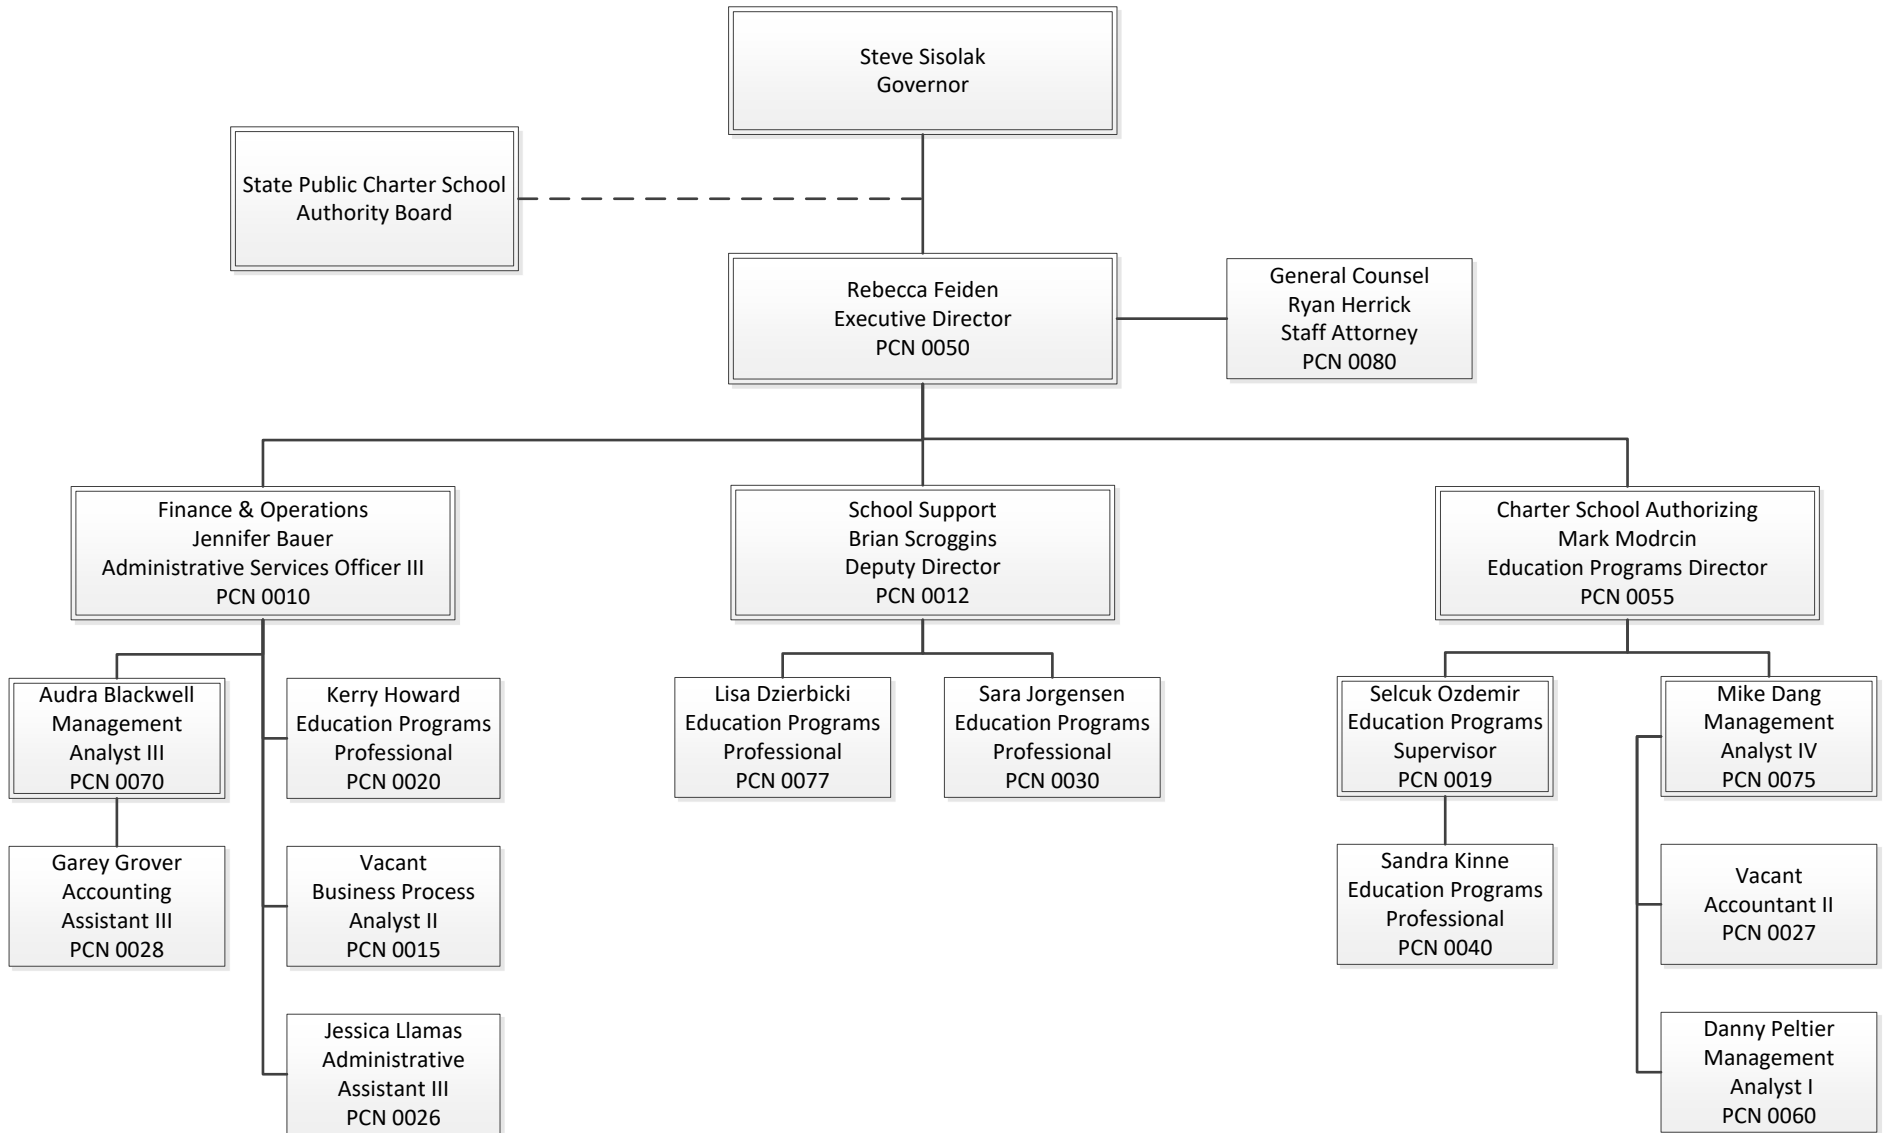 Steve Sisolak
Governor
State Public Charter School
Authority Board
Rebecca Feiden
Executive Director
PCN 0050
General Counsel
Ryan Herrick
Staff Attorney
PCN 0080
Finance & Operations
Jennifer Bauer
Administrative Services Officer III
PCN 0010
School Support
Brian Scroggins
Deputy Director
PCN 0012
Charter School Authorizing
Mark Modrcin
Education Programs Director
PCN 0055
Audra Blackwell
Management
Analyst III
PCN 0070
Kerry Howard
Education Programs
Professional
PCN 0020
Lisa Dzierbicki
Education Programs
Professional
PCN 0077
Sara Jorgensen
Education Programs
Professional
PCN 0030
Selcuk Ozdemir
Education Programs
Supervisor
PCN 0019
Mike Dang
Management
Analyst IV
PCN 0075
Garey Grover
Accounting
Assistant III
PCN 0028
Vacant
Business Process
Analyst II
PCN 0015
Sandra Kinne
Education Programs
Professional
PCN 0040
Vacant
Accountant II
PCN 0027
Jessica Llamas
Administrative
Assistant III
PCN 0026
Danny Peltier
Management
Analyst I
PCN 0060